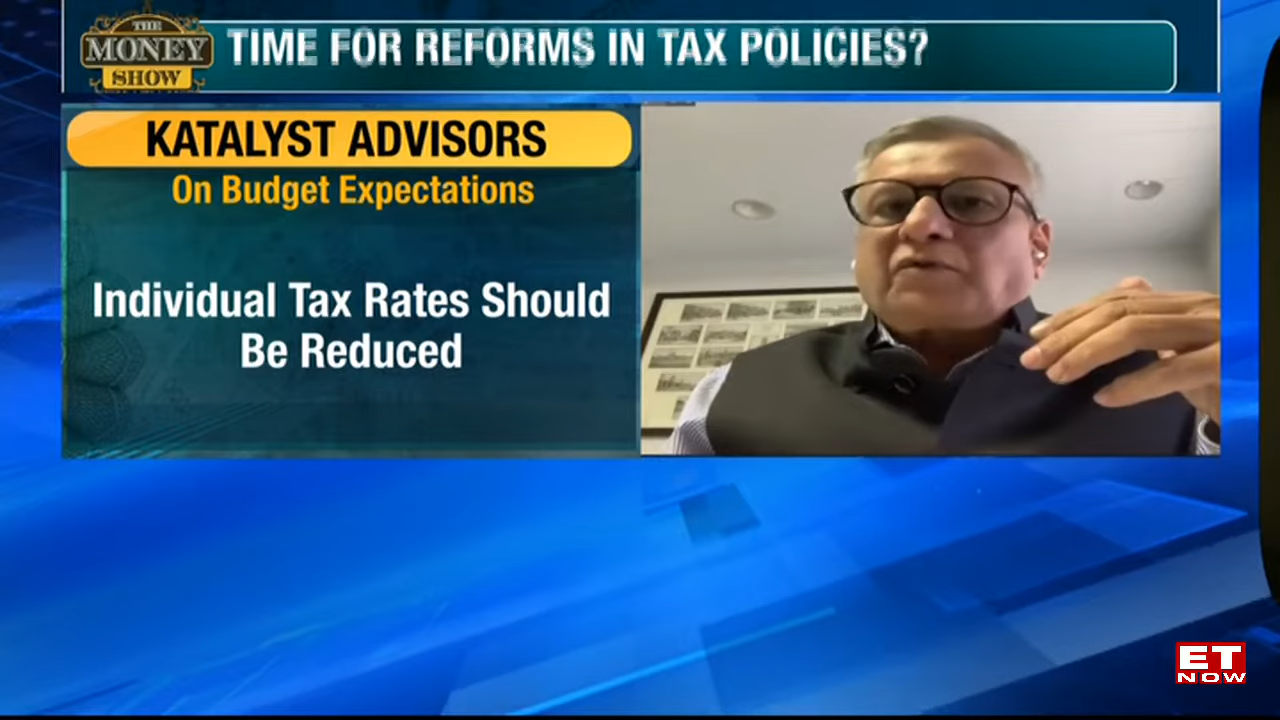 THE
MONEY
SHOW
TIME FOR REFORMS IN TAX POLICIES?
KATALYST ADVISORS
On Budget Expectations
Individual Tax Rates Should
Be Reduced
ET
NOW